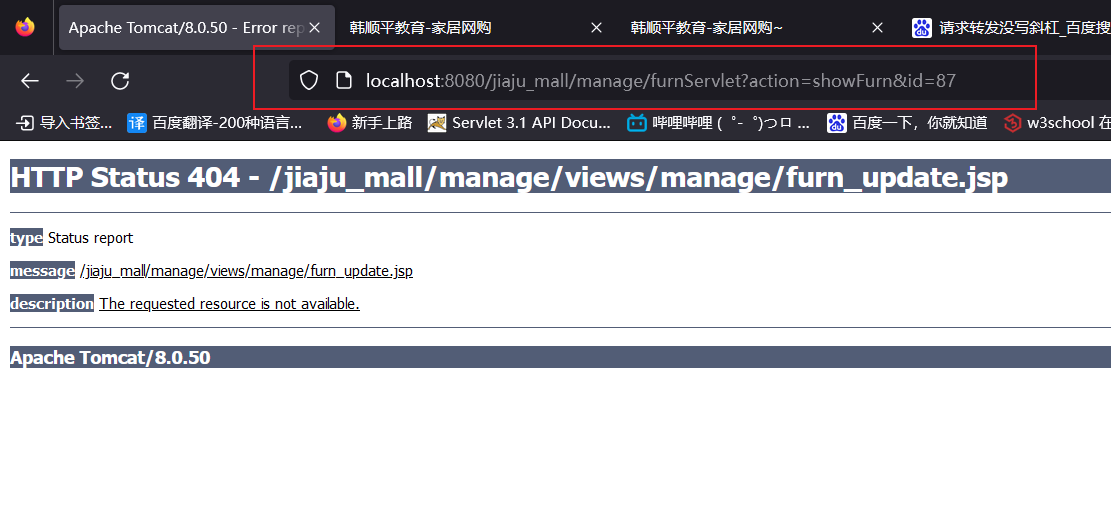 Apache Tomcat/8.0.50 - Error rep
韩顺平教育-家居网购
韩顺平教育-家居网购~
请求转发没写斜杠_百度搜
localhost:8080/jiaju_mall/manage/furnServlet?action=showFurn&id=87
导入书签...
译 百度翻译-200种语言...
新手上路
Servlet 3.1 API Docu...
哔哩哔哩 ( ゜- ゜)つロ ...
百度一下，你就知道
w3school 在
HTTP Status 404 - /jiaju_mall/manage/views/manage/furn_update.jsp
type Status report
message /jiaju_mall/manage/views/manage/furn_update.jsp
description The requested resource is not available.
Apache Tomcat/8.0.50